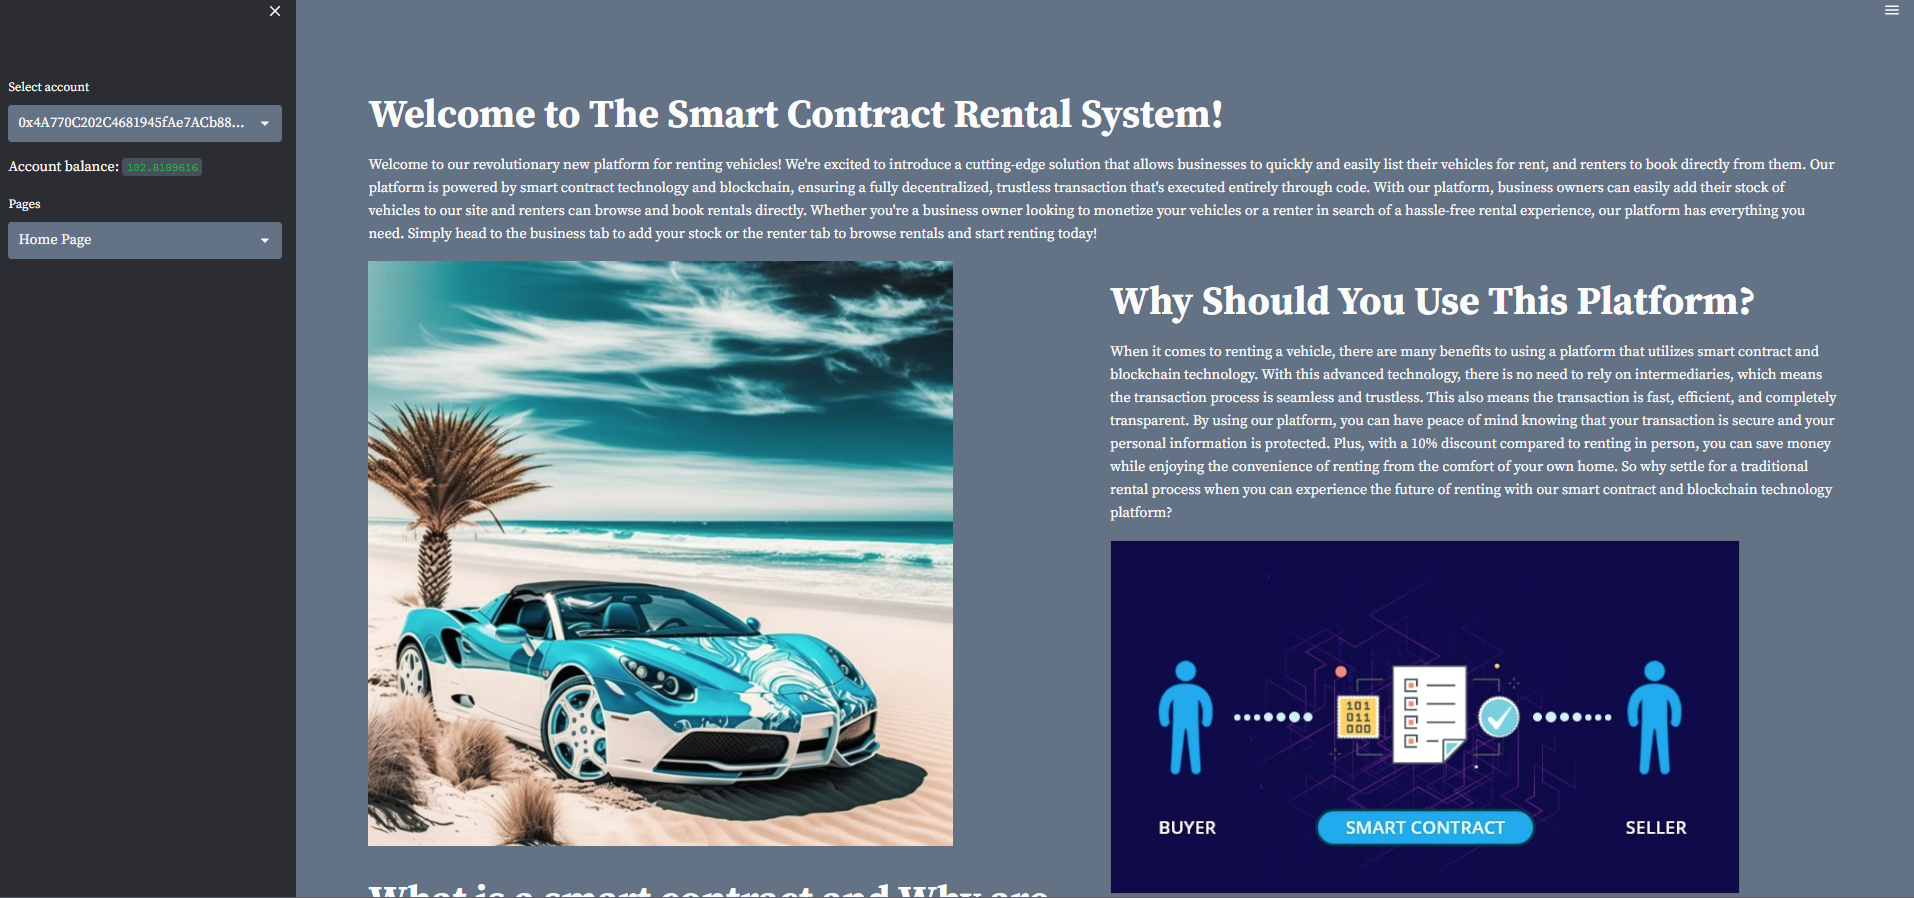 Select account
0x4A770C202C4681945fAe7ACb88...
Account balance: 102.8109616
Pages
Home Page
Welcome to The Smart Contract Rental System!
Welcome to our revolutionary new platform for renting vehicles! We're excited to introduce a cutting-edge solution that allows businesses to quickly and easily list their vehicles for rent, and renters to book directly from them. Our
platform is powered by smart contract technology and blockchain, ensuring a fully decentralized, trustless transaction that's executed entirely through code. With our platform, business owners can easily add their stock of
vehicles to our site and renters can browse and book rentals directly. Whether you're a business owner looking to monetize your vehicles or a renter in search of a hassle-free rental experience, our platform has everything you
need. Simply head to the business tab to add your stock or the renter tab to browse rentals and start renting today!
Why Should You Use This Platform?
When it comes to renting a vehicle, there are many benefits to using a platform that utilizes smart contract and
blockchain technology. With this advanced technology, there is no need to rely on intermediaries, which means
the transaction process is seamless and trustless. This also means the transaction is fast, efficient, and completely
transparent. By using our platform, you can have peace of mind knowing that your transaction is secure and your
personal information is protected. Plus, with a 10% discount compared to renting in person, you can save money
while enjoying the convenience of renting from the comfort of your own home. So why settle for a traditional
rental process when you can experience the future of renting with our smart contract and blockchain technology
platform?
101
011
000
BUYER
SMART CONTRACT
SELLER
What is a smart contract and Why are